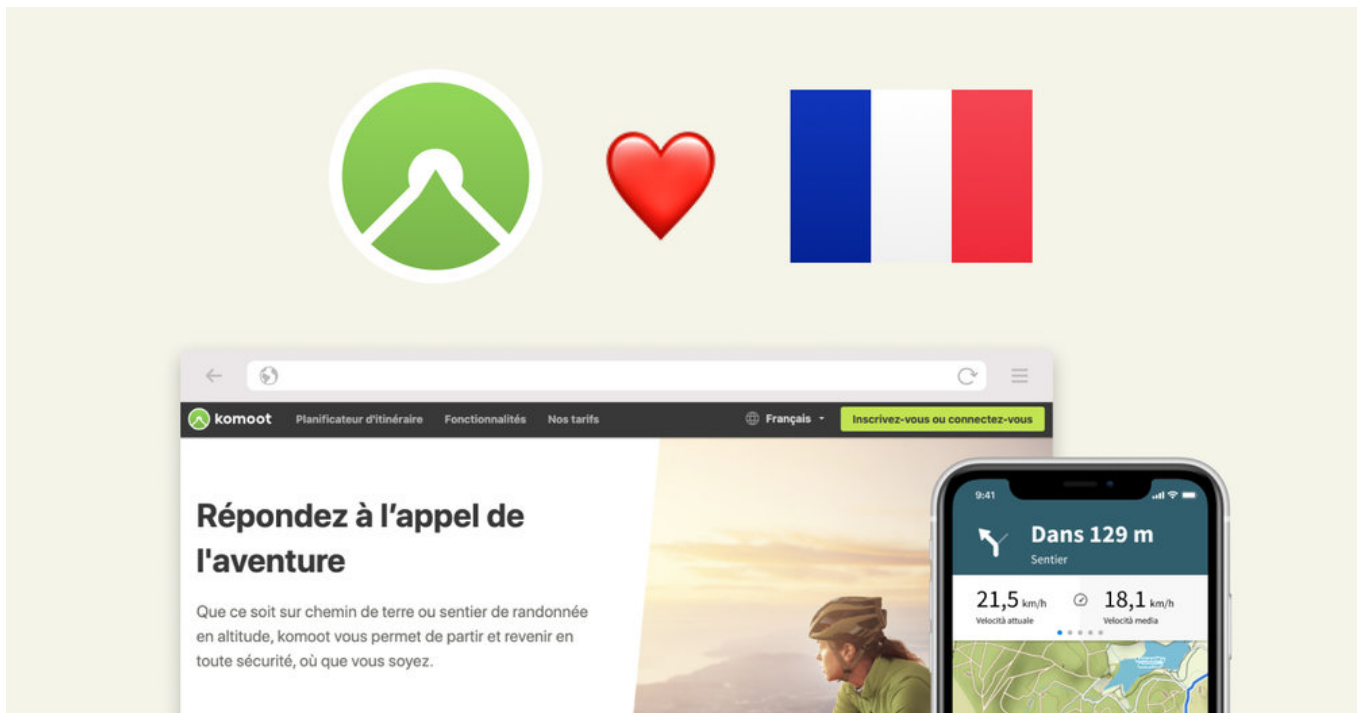 komoot
Planificateur d'itinéraire
Fonctionnalités
Nos tarifs
Français
Inscrivez-vous ou connectez-vous
Répondez à l’appel de
l'aventure
Que ce soit sur chemin de terre ou sentier de randonnée
en altitude, komoot vous permet de partir et revenir en
toute sécurité, où que vous soyez.
9:41
Dans 129 m
Sentier
21,5 km/h
18,1 km/h
Velocità attuale
Velocità media